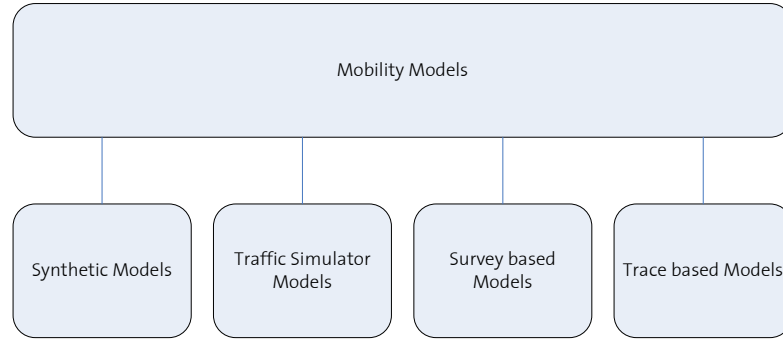 Mobility Models
Synthetic Models
Traffic Simulator
Models
Survey based
Models
Trace based Models